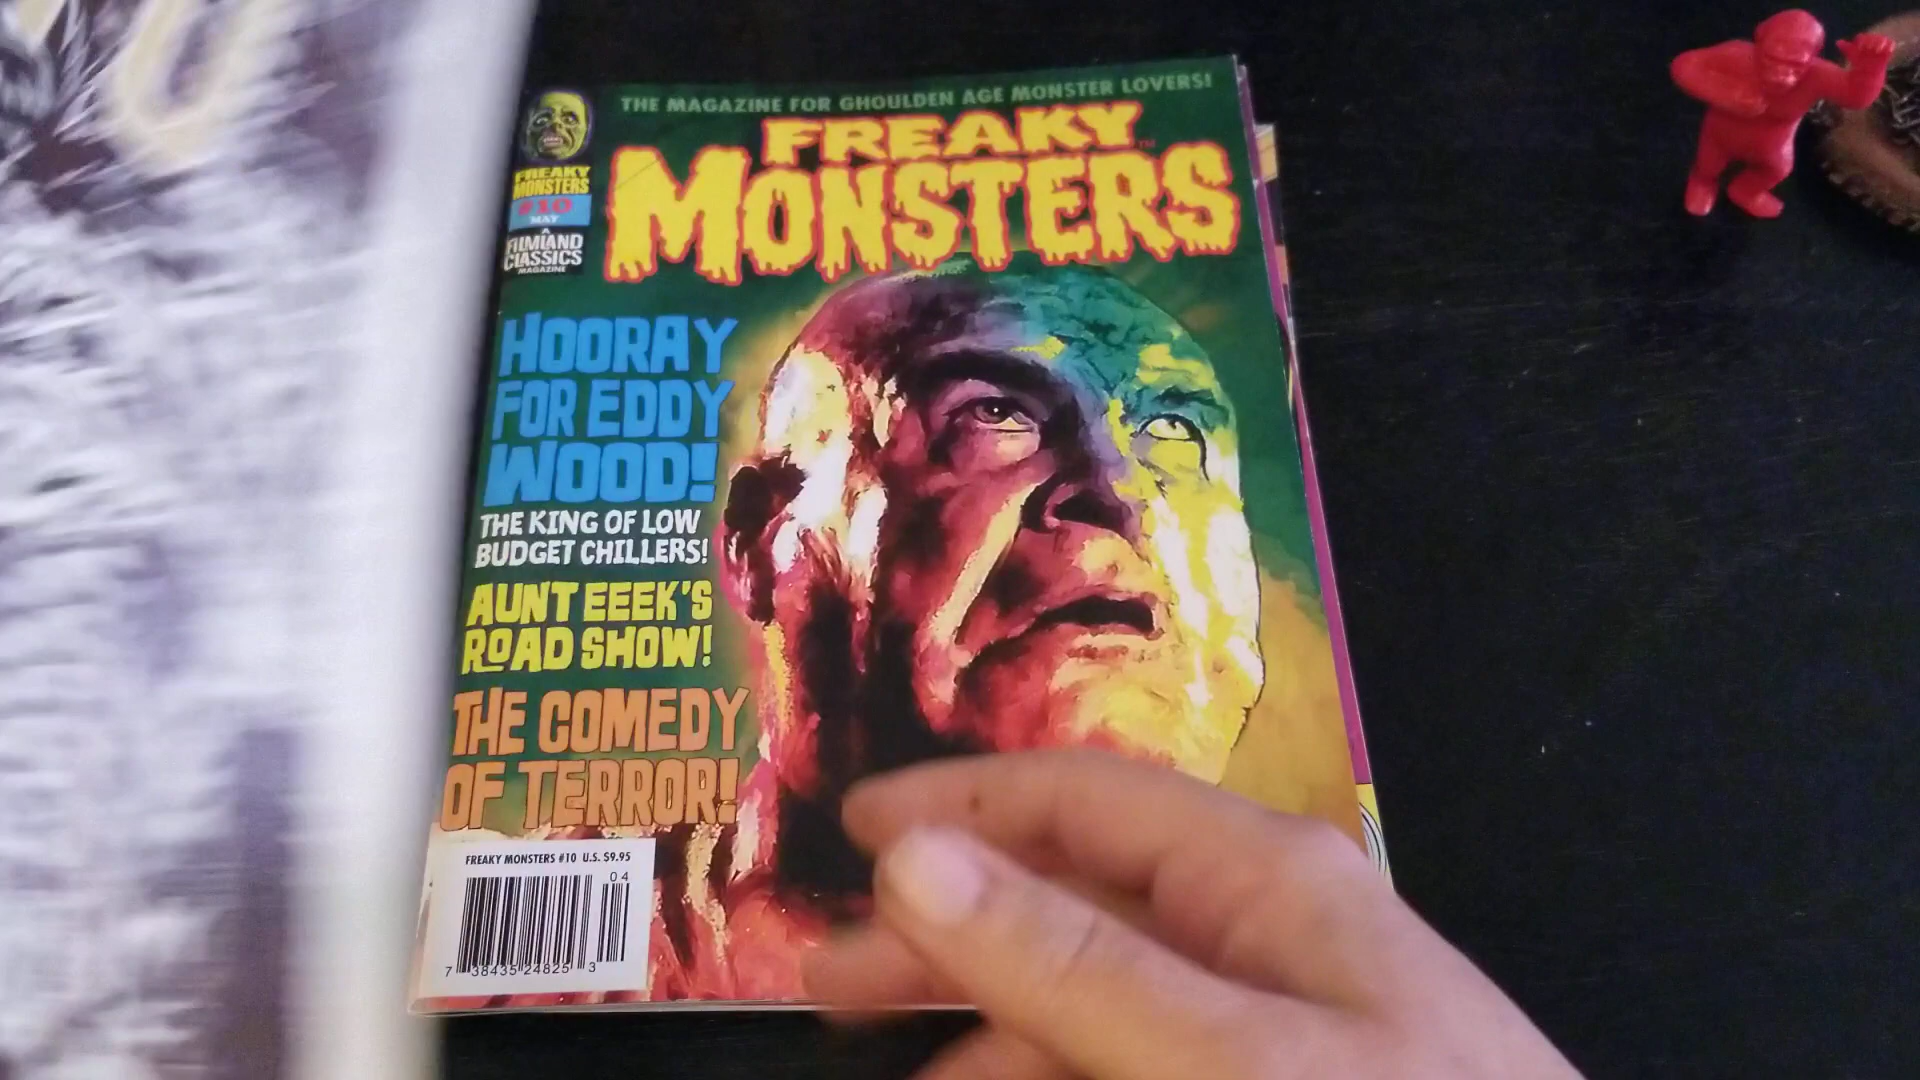 THE MAGAZINE FOR GHOULDEN AGE MONSTER LOVERS!
FREAKY
MONSTERS™
FREAKY
MONSTERS
#10
MAY
A
FILMLAND
CLASSICS
MAGAZINE
HOORAY
FOR EDDY
WOOD!
THE KING OF LOW
BUDGET CHILLERS!
AUNT EEEK'S
ROAD SHOW!
THE COMEDY
OF TERROR!
FREAKY MONSTERS #10 U.S. $9.95
04
7 38435 24825 3